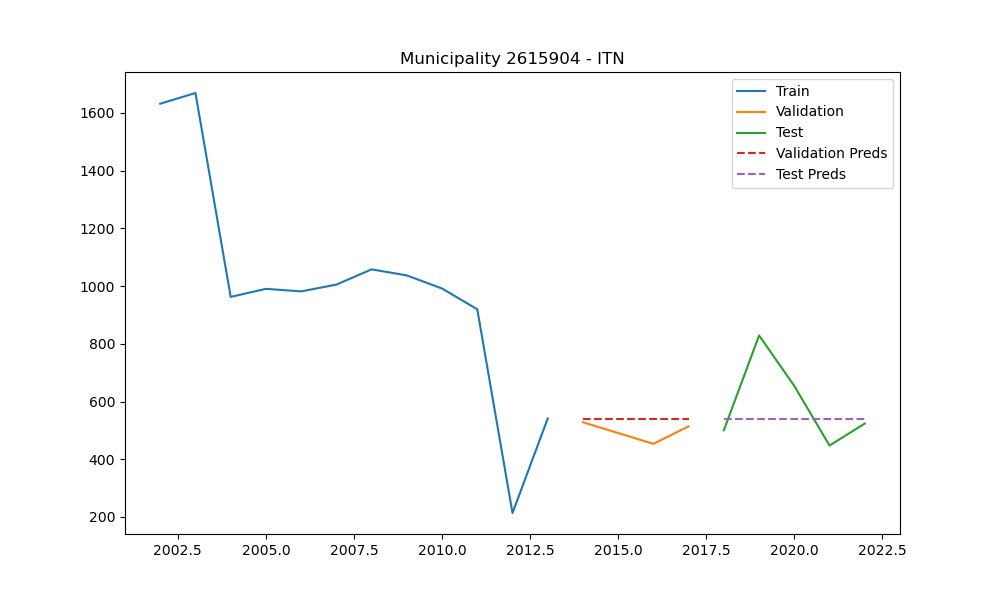 Municipality 2615904 - ITN
Train
Validation
Test
Validation Preds
Test Preds
1600
1400
1200
1000
800
600
400
200
2002.5 2005.0 2007.5 2010.0 2012.5 2015.0 2017.5 2020.0 2022.5